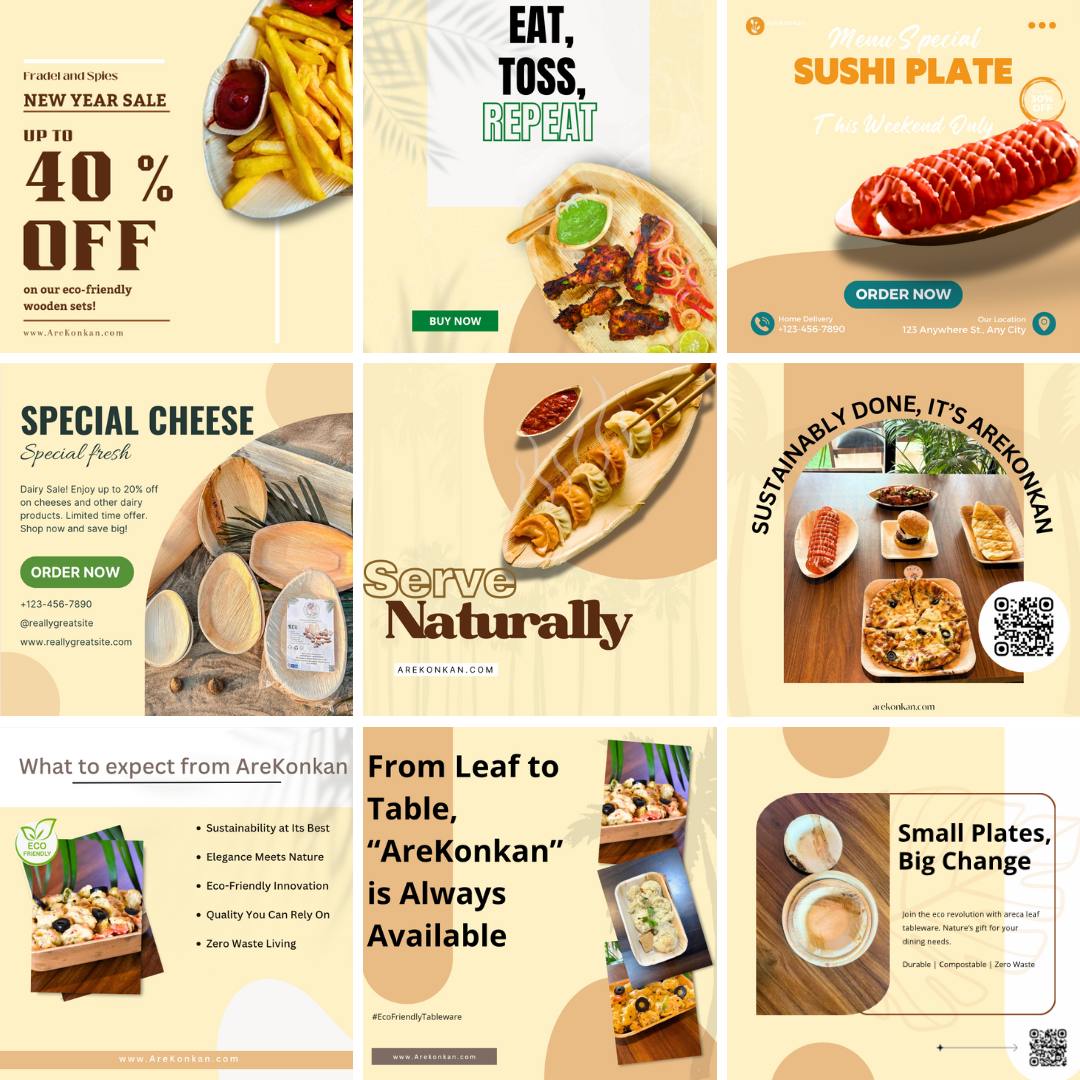 Fradel and Spies
NEW YEAR SALE
UP TO
40 %
OFF
on our eco-friendly
wooden sets!
www.AreKonkan.com
EAT,
TOSS,
REPEAT
BUY NOW
Menu Special
SUSHI PLATE
30%
OFF
This Weekend Only
ORDER NOW
Home Delivery
+123-456-7890
Our Location
123 Anywhere St., Any City
SPECIAL CHEESE
Special fresh
Dairy Sale! Enjoy up to 20% off
on cheeses and other dairy
products. Limited time offer.
Shop now and save big!
ORDER NOW
+123-456-7890
@reallygreatsite
www.reallygreatsite.com
Serve
Naturally
AREKONKAN.COM
SUSTAINABLY DONE, IT'S AREKONKAN
arekonkan.com
What to expect from AreKonkan
ECO
FRIENDLY
• Sustainability at Its Best
• Elegance Meets Nature
• Eco-Friendly Innovation
• Quality You Can Rely On
• Zero Waste Living
www.AreKonkan.com
From Leaf to
Table,
“AreKonkan”
is Always
Available
#EcoFriendlyTableware
www.Arekonkan.com
Small Plates,
Big Change
Join the eco revolution with areca leaf
tableware. Nature's gift for your
dining needs.
Durable | Compostable | Zero Waste